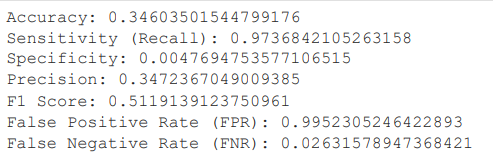 Accuracy: 0.34603501544799176
Sensitivity (Recall): 0.9736842105263158
Specificity: 0.0047694753577106515
Precision: 0.3472367049009385
F1 Score: 0.5119139123750961
False Positive Rate (FPR): 0.9952305246422893
False Negative Rate (FNR): 0.02631578947368421